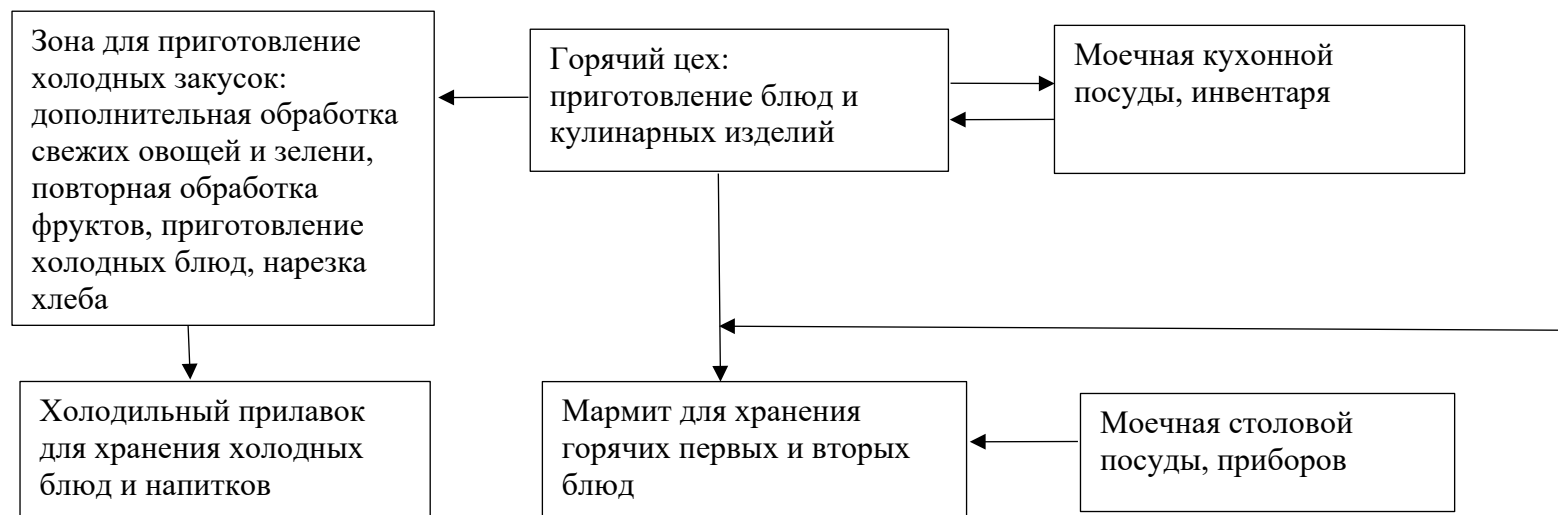 Зона для приготовление
холодных закусок:
дополнительная обработка
свежих овощей и зелени,
повторная обработка
фруктов, приготовление
холодных блюд, нарезка
хлеба
Горячий цех:
приготовление блюд и
кулинарных изделий
Моечная кухонной
посуды, инвентаря
Холодильный прилавок
для хранения холодных
блюд и напитков
Мармит для хранения
горячих первых и вторых
блюд
Моечная столовой
посуды, приборов